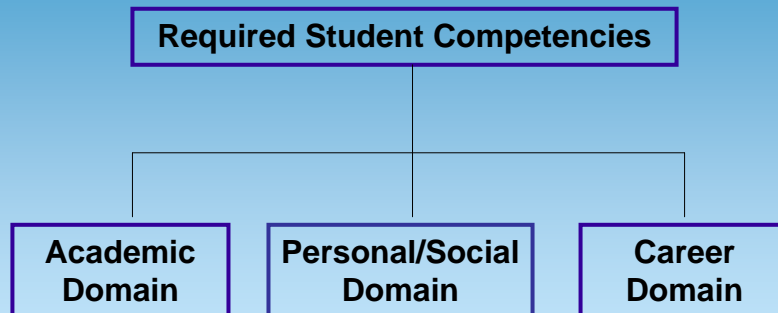 Required Student Competencies
Academic
Domain
Personal/Social
Domain
Career
Domain